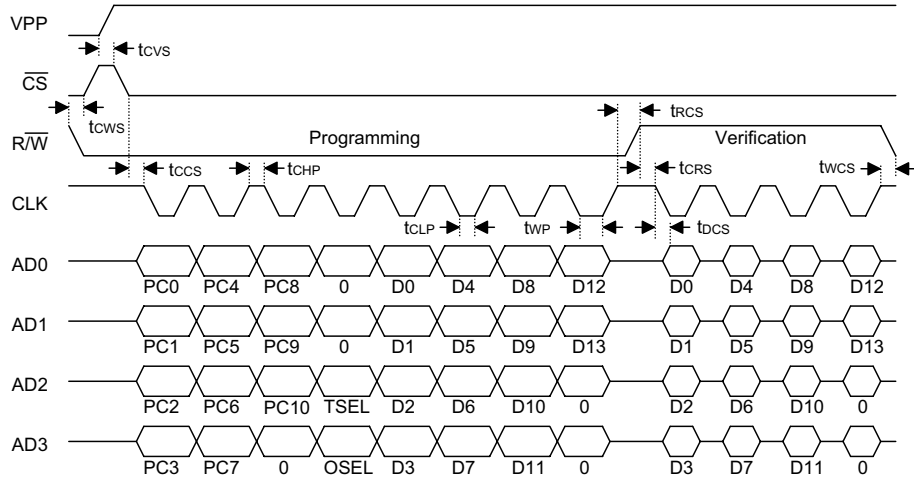 VPP
tCVS
CS
tCWS
tRCS
R/W Programming Verification
tCCS tCHP tCRS tWCS
CLK
tCLP tWP tDCS
AD0
PC0 PC4 PC8 0 D0 D4 D8 D12 D0 D4 D8 D12
AD1
PC1 PC5 PC9 0 D1 D5 D9 D13 D1 D5 D9 D13
AD2
PC2 PC6 PC10 TSEL D2 D6 D10 0 D2 D6 D10 0
AD3
PC3 PC7 0 OSEL D3 D7 D11 0 D3 D7 D11 0